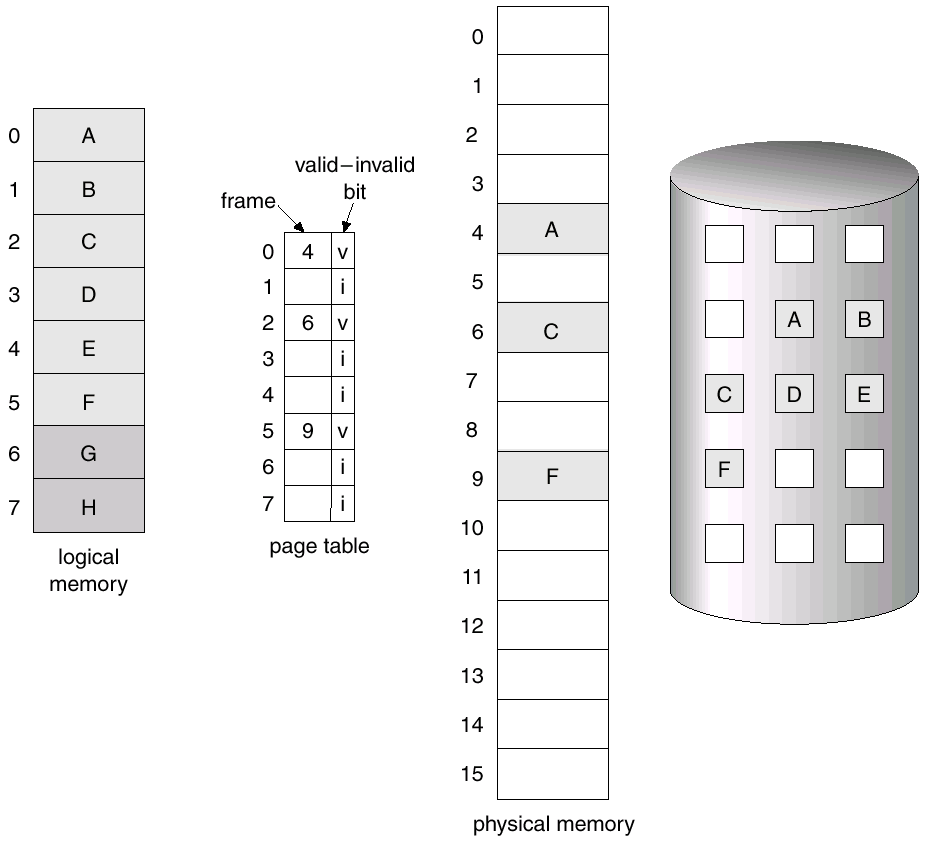 0 A
1 B
2 C
3 D
4 E
5 F
6 G
7 H
logical
memory
frame
valid–invalid
bit
0 4 v
1 i
2 6 v
3 i
4 i
5 9 v
6 i
7 i
page table
0
1
2
3
4 A
5
6 C
7
8
9 F
10
11
12
13
14
15
physical memory
A B
C D E
F